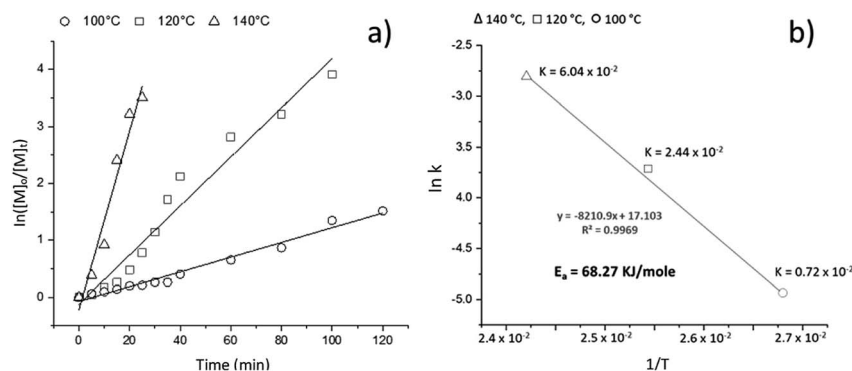 100°C 120°C 140°C
a)
ln([M]₀/[M]ₜ)
4
3
2
1
0
0 20 40 60 80 100 120
Time (min)
Δ 140 °C, □ 120 °C, ○ 100 °C
b)
ln k
-2.5
-3.0
-3.5
-4.0
-4.5
-5.0
K = 6.04 x 10⁻²
K = 2.44 x 10⁻²
y = -8210.9x + 17.103
R² = 0.9969
Eₐ = 68.27 KJ/mole
K = 0.72 x 10⁻²
2.4 x 10⁻² 2.5 x 10⁻² 2.6 x 10⁻² 2.7 x 10⁻²
1/T